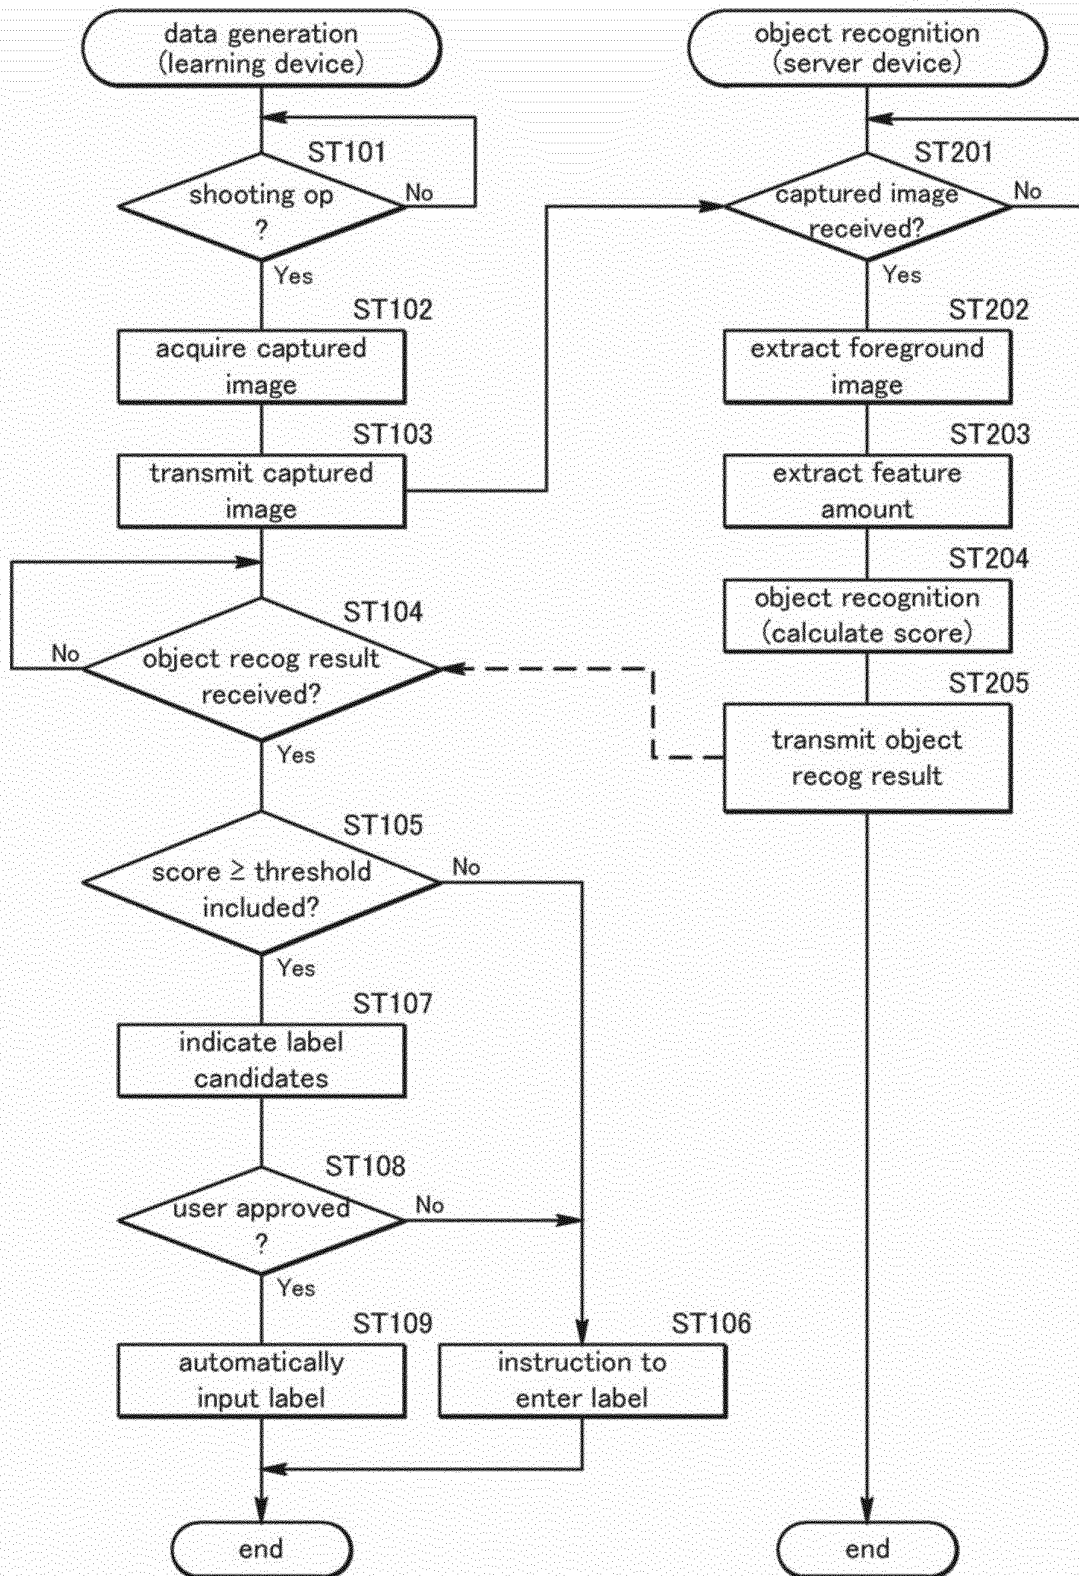 data generation
(learning device)
ST101
shooting op
?
No
Yes
ST102
acquire captured
image
ST103
transmit captured
image
ST104
No
object recog result
received?
Yes
ST105
score ≥ threshold
included?
No
Yes
ST107
indicate label
candidates
ST108
user approved
?
No
Yes
ST109
automatically
input label
ST106
instruction to
enter label
end
object recognition
(server device)
ST201
captured image
received?
No
Yes
ST202
extract foreground
image
ST203
extract feature
amount
ST204
object recognition
(calculate score)
ST205
transmit object
recog result
end